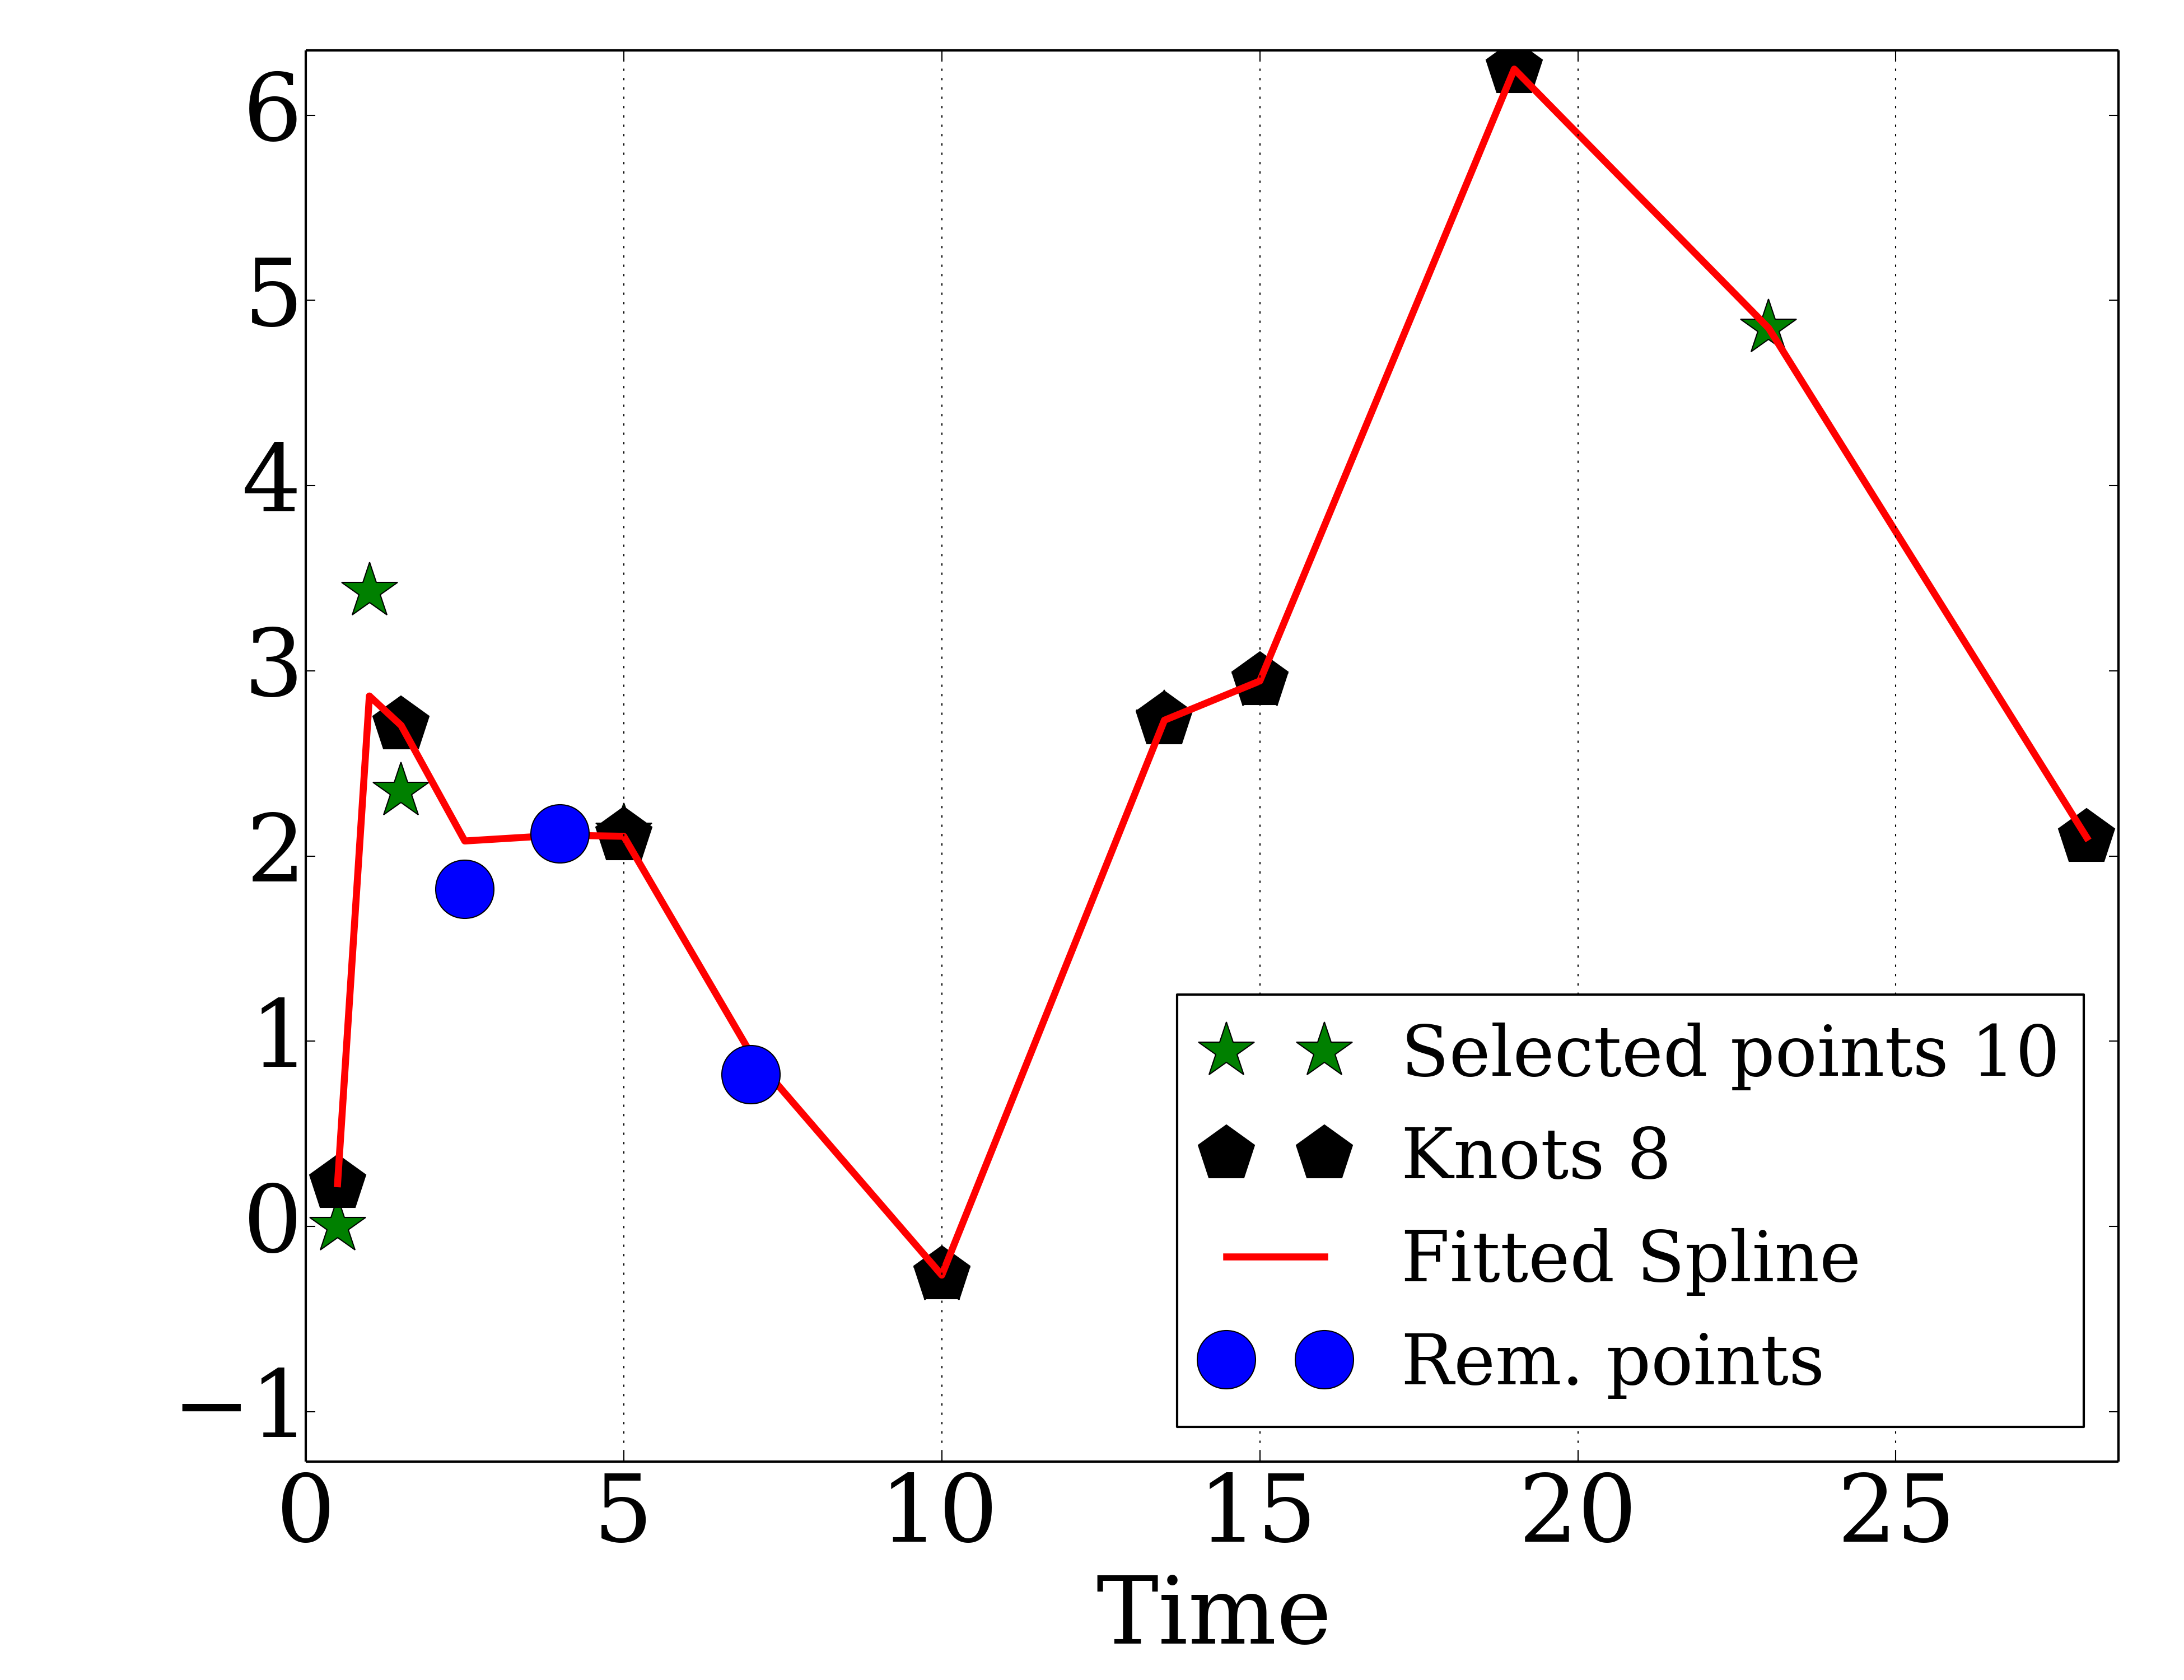 6
5
4
3
2
1
0
−1
Selected points 10
Knots 8
Fitted Spline
Rem. points
0 5 10 15 20 25
Time